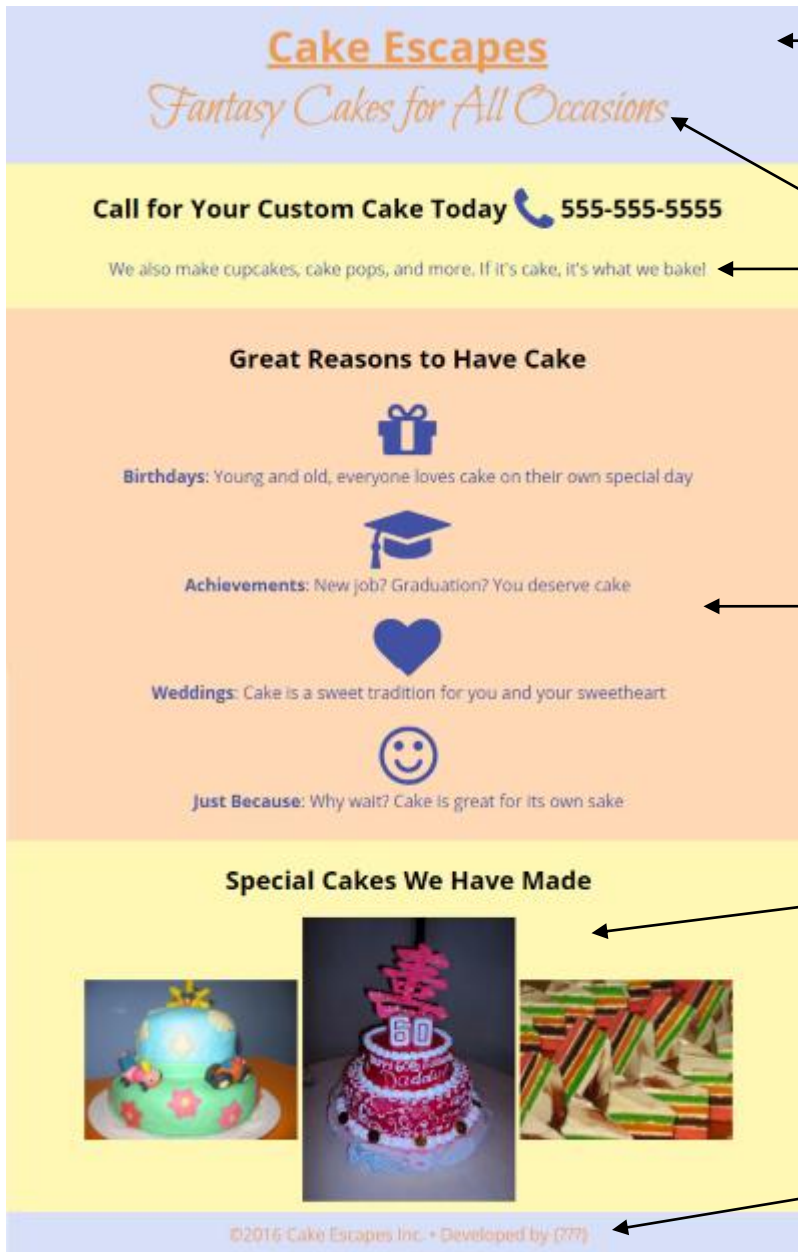 Cake Escapes
Fantasy Cakes for All Occasions
Call for Your Custom Cake Today 555-555-5555
We also make cupcakes, cake pops, and more. If it's cake, it's what we bake!
Great Reasons to Have Cake
Birthdays: Young and old, everyone loves cake on their own special day
Achievements: New job? Graduation? You deserve cake
Weddings: Cake is a sweet tradition for you and your sweetheart
Just Because: Why wait? Cake is great for its own sake
Special Cakes We Have Made
60
©2016 Cake Escapes Inc. • Developed by (???)